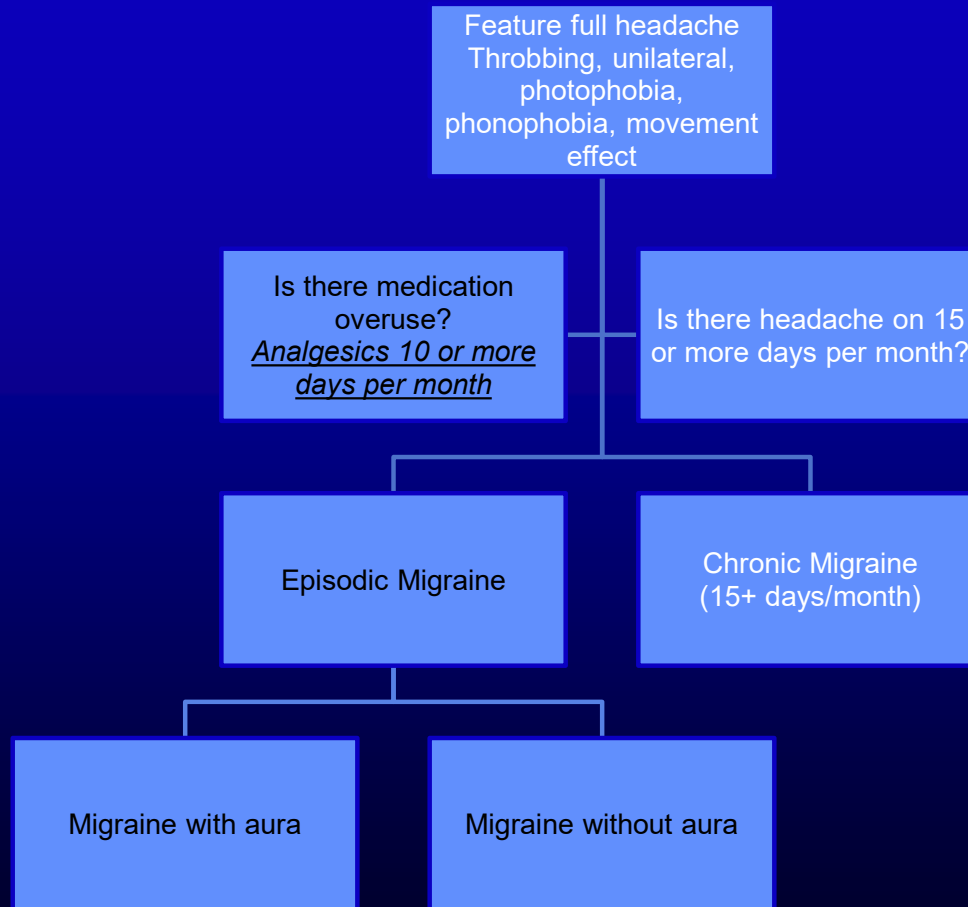 Feature full headache
Throbbing, unilateral,
photophobia,
phonophobia, movement
effect
Is there medication
overuse?
Analgesics 10 or more
days per month
Is there headache on 15
or more days per month?
Episodic Migraine
Chronic Migraine
(15+ days/month)
Migraine with aura
Migraine without aura